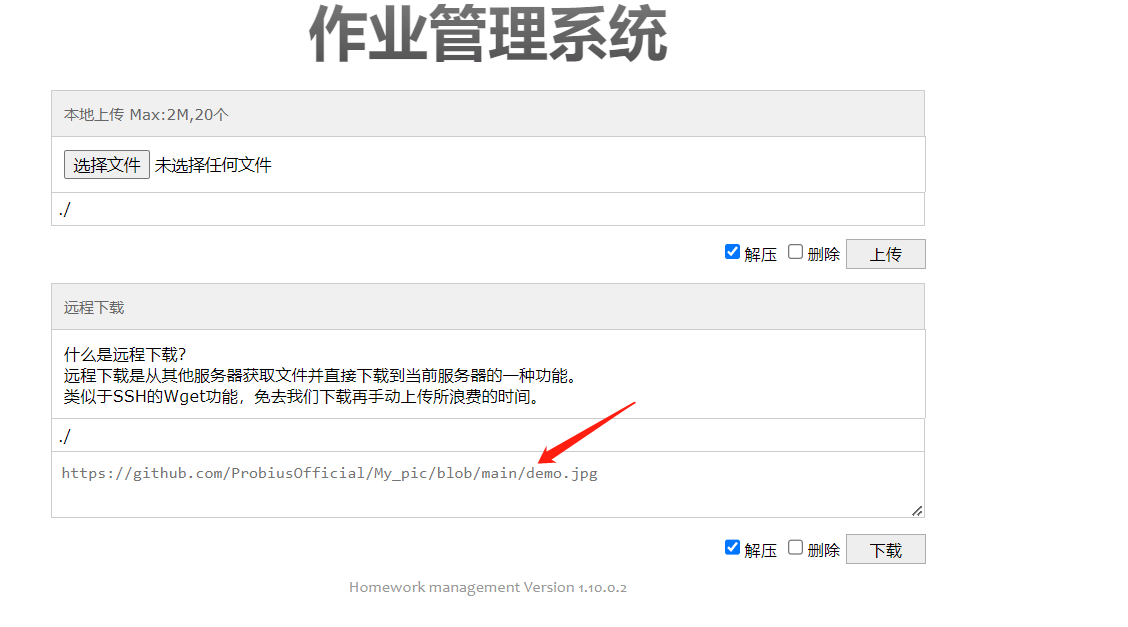 作业管理系统
本地上传 Max:2M,20个
选择文件 未选择任何文件
./
解压 删除 上传
远程下载
什么是远程下载?
远程下载是从其他服务器获取文件并直接下载到当前服务器的一种功能。
类似于SSH的Wget功能，免去我们下载再手动上传所浪费的时间。
./
https://github.com/ProbiusOfficial/My_pic/blob/main/demo.jpg
解压 删除 下载
Homework management Version 1.10.0.2